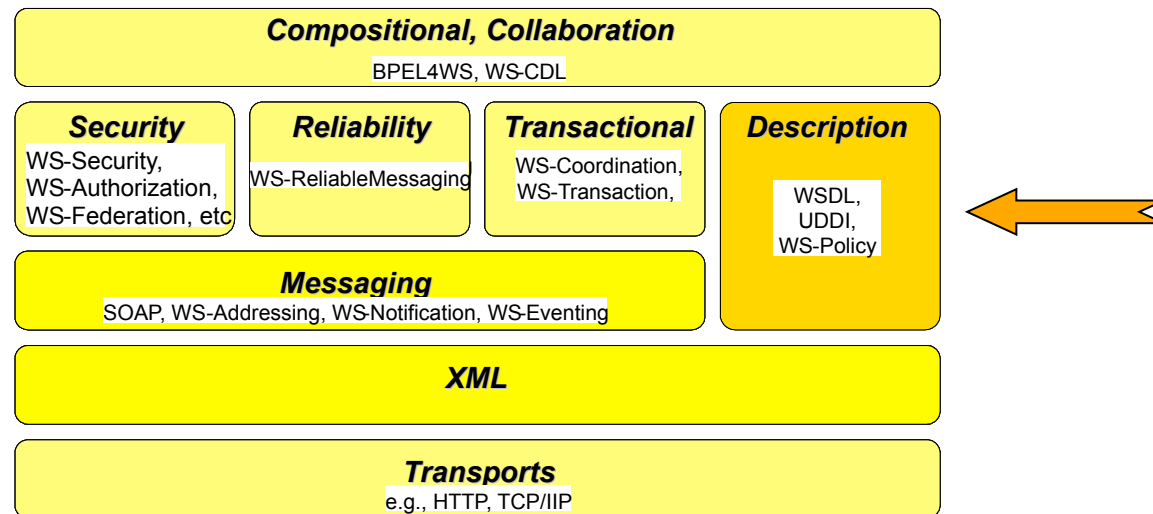 Compositional, Collaboration
BPEL4WS, WS-CDL
Security
WS-Security,
WS-Authorization,
WS-Federation, etc
Reliability
WS-ReliableMessaging
Transactional
WS-Coordination,
WS-Transaction,
Description
WSDL,
UDDI,
WS-Policy
Messaging
SOAP, WS-Addressing, WS-Notification, WS-Eventing
XML
Transports
e.g., HTTP, TCP/IIP